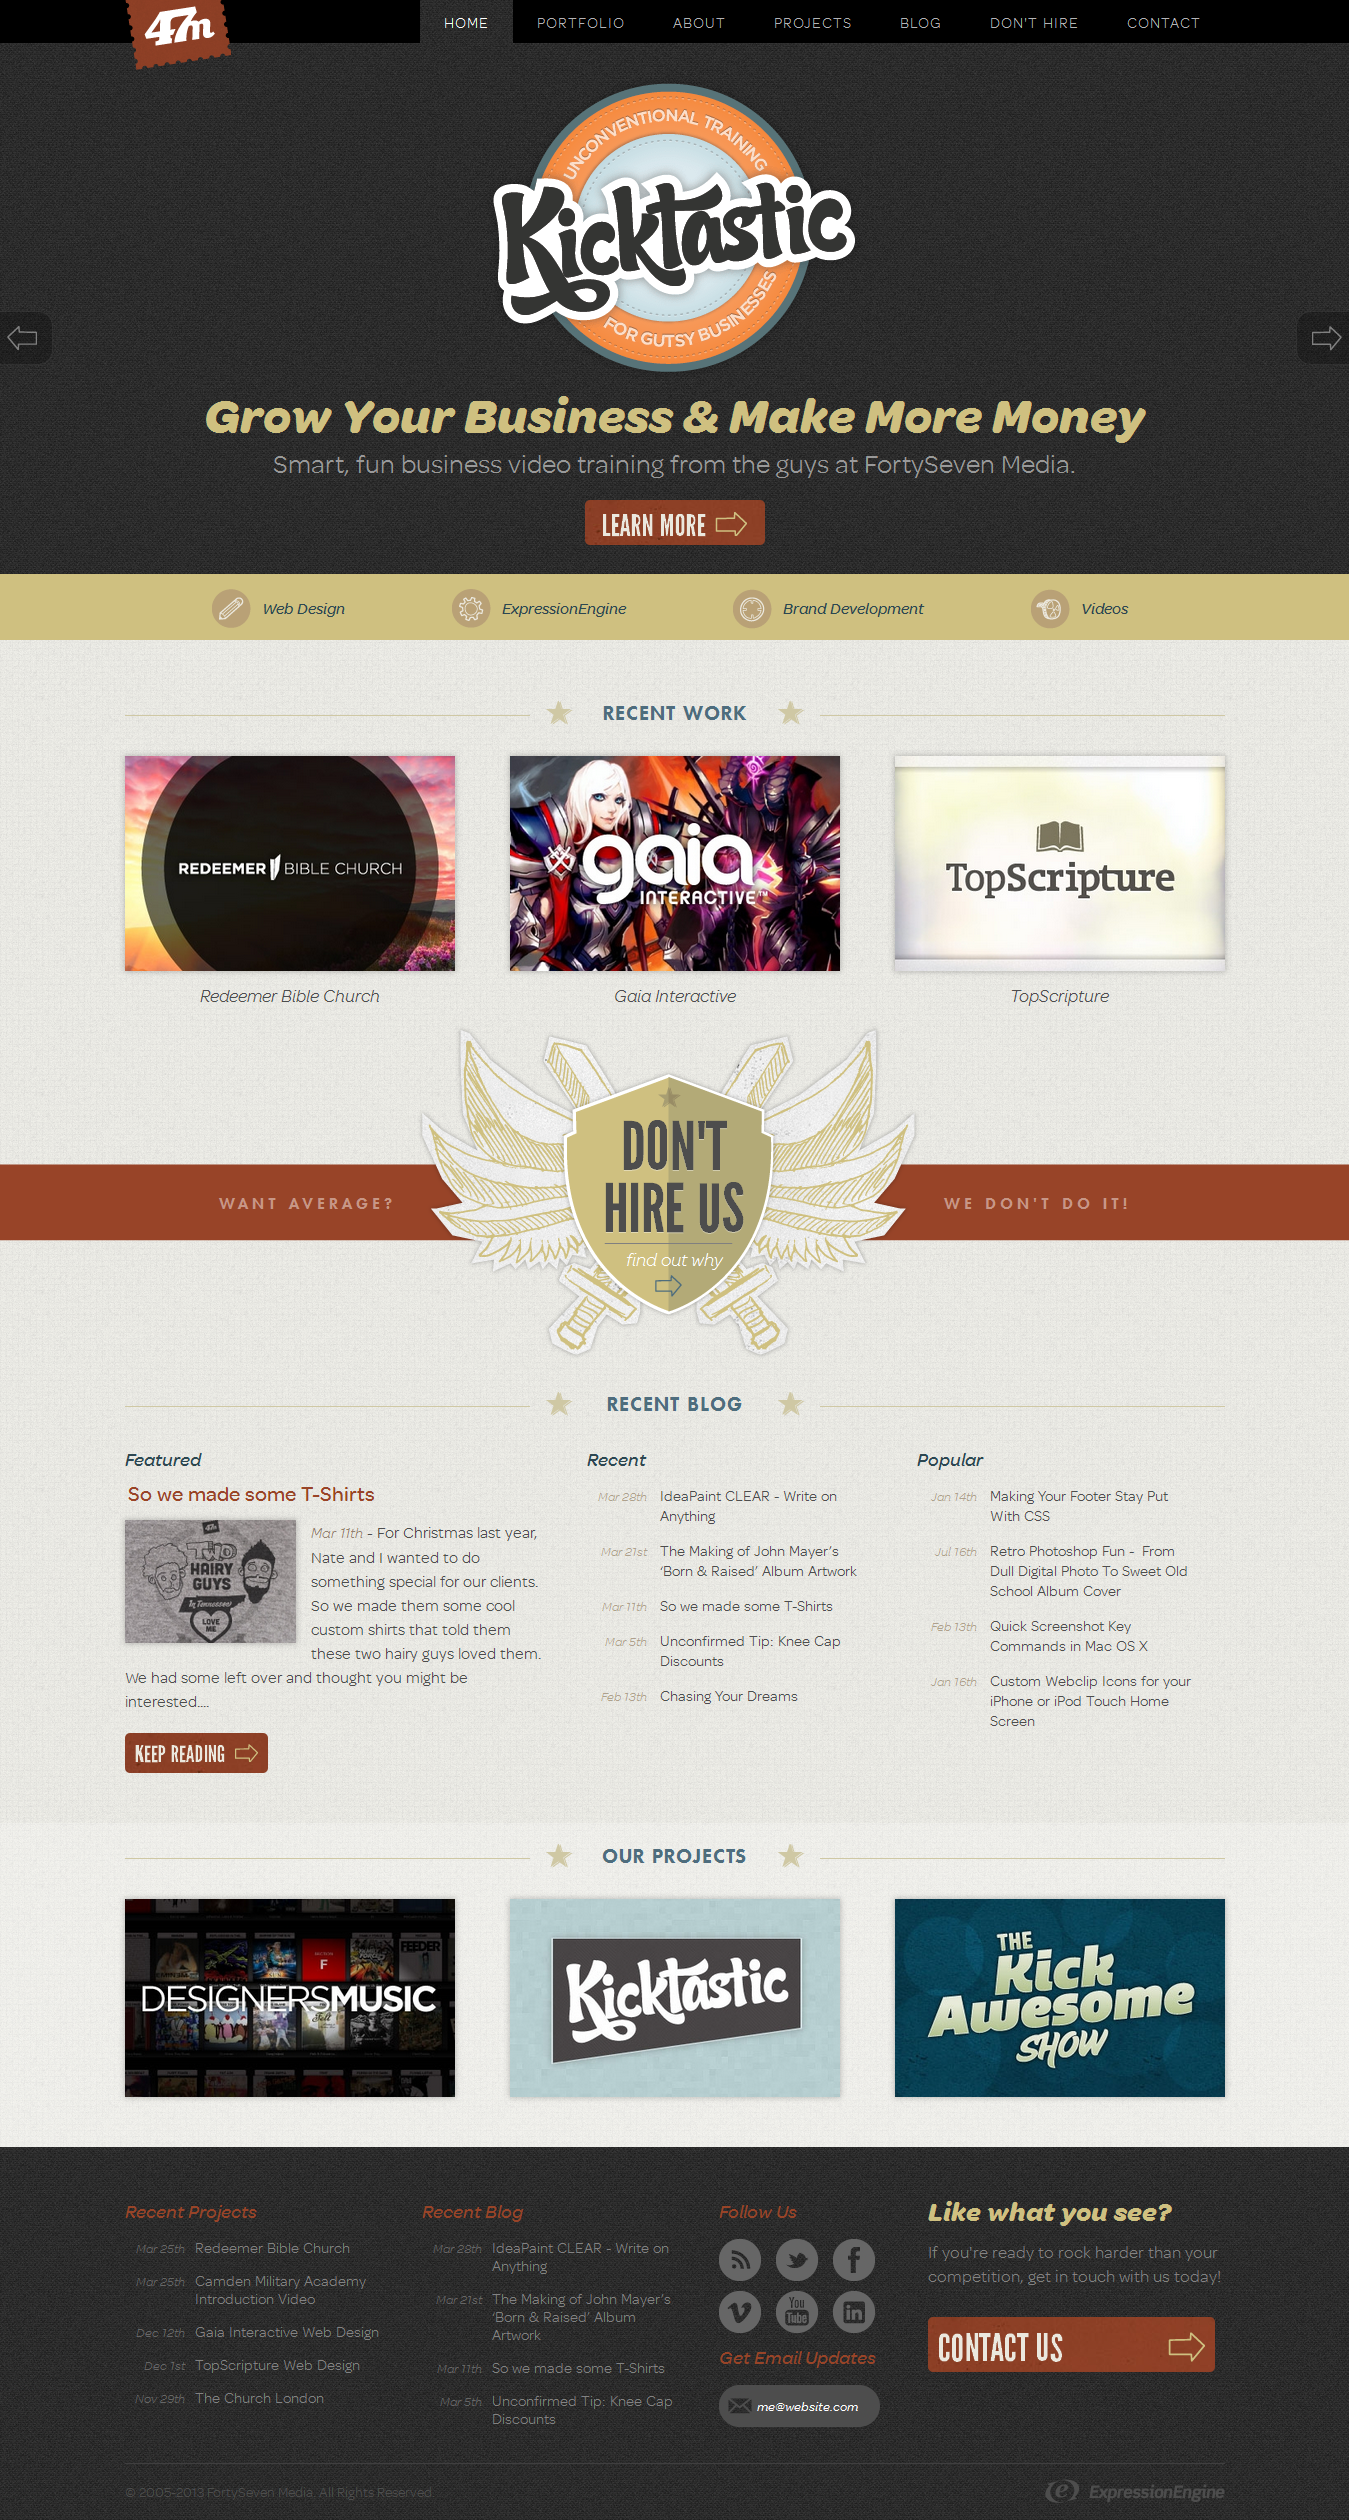 47m
HOME PORTFOLIO ABOUT PROJECTS BLOG DON'T HIRE CONTACT
UNCONVENTIONAL TRAINING
Kicktastic
FOR GUTSY BUSINESSES
Grow Your Business & Make More Money
Smart, fun business video training from the guys at FortySeven Media.
LEARN MORE
Web Design ExpressionEngine Brand Development Videos
RECENT WORK
REDEEMER BIBLE CHURCH
gaia
INTERACTIVE™
TopScripture
Redeemer Bible Church
Gaia Interactive
TopScripture
WANT AVERAGE?
DON'T
HIRE US
find out why
WE DON'T DO IT!
RECENT BLOG
Featured
So we made some T-Shirts
47m
TWO
HAIRY
GUYS
In Tennessee
LOVE
ME
Mar 11th - For Christmas last year,
Nate and I wanted to do
something special for our clients.
So we made them some cool
custom shirts that told them
these two hairy guys loved them.
We had some left over and thought you might be
interested....
KEEP READING
Recent
Mar 28th IdeaPaint CLEAR - Write on
Anything
Mar 21st The Making of John Mayer’s
‘Born & Raised’ Album Artwork
Mar 11th So we made some T-Shirts
Mar 5th Unconfirmed Tip: Knee Cap
Discounts
Feb 13th Chasing Your Dreams
Popular
Jan 14th Making Your Footer Stay Put
With CSS
Jul 16th Retro Photoshop Fun - From
Dull Digital Photo To Sweet Old
School Album Cover
Feb 13th Quick Screenshot Key
Commands in Mac OS X
Jan 16th Custom Webclip Icons for your
iPhone or iPod Touch Home
Screen
OUR PROJECTS
F
FEEDER
DESIGNERSMUSIC
Kicktastic
THE
Kick
Awesome
SHOW
Recent Projects
Mar 25th Redeemer Bible Church
Mar 25th Camden Military Academy
Introduction Video
Dec 12th Gaia Interactive Web Design
Dec 1st TopScripture Web Design
Nov 29th The Church London
Recent Blog
Mar 28th IdeaPaint CLEAR - Write on
Anything
Mar 21st The Making of John Mayer’s
‘Born & Raised’ Album
Artwork
Mar 11th So we made some T-Shirts
Mar 5th Unconfirmed Tip: Knee Cap
Discounts
Follow Us
You
Tube
in
Get Email Updates
me@website.com
Like what you see?
If you're ready to rock harder than your
competition, get in touch with us today!
CONTACT US
© 2005-2013 FortySeven Media. All Rights Reserved.
e ExpressionEngine